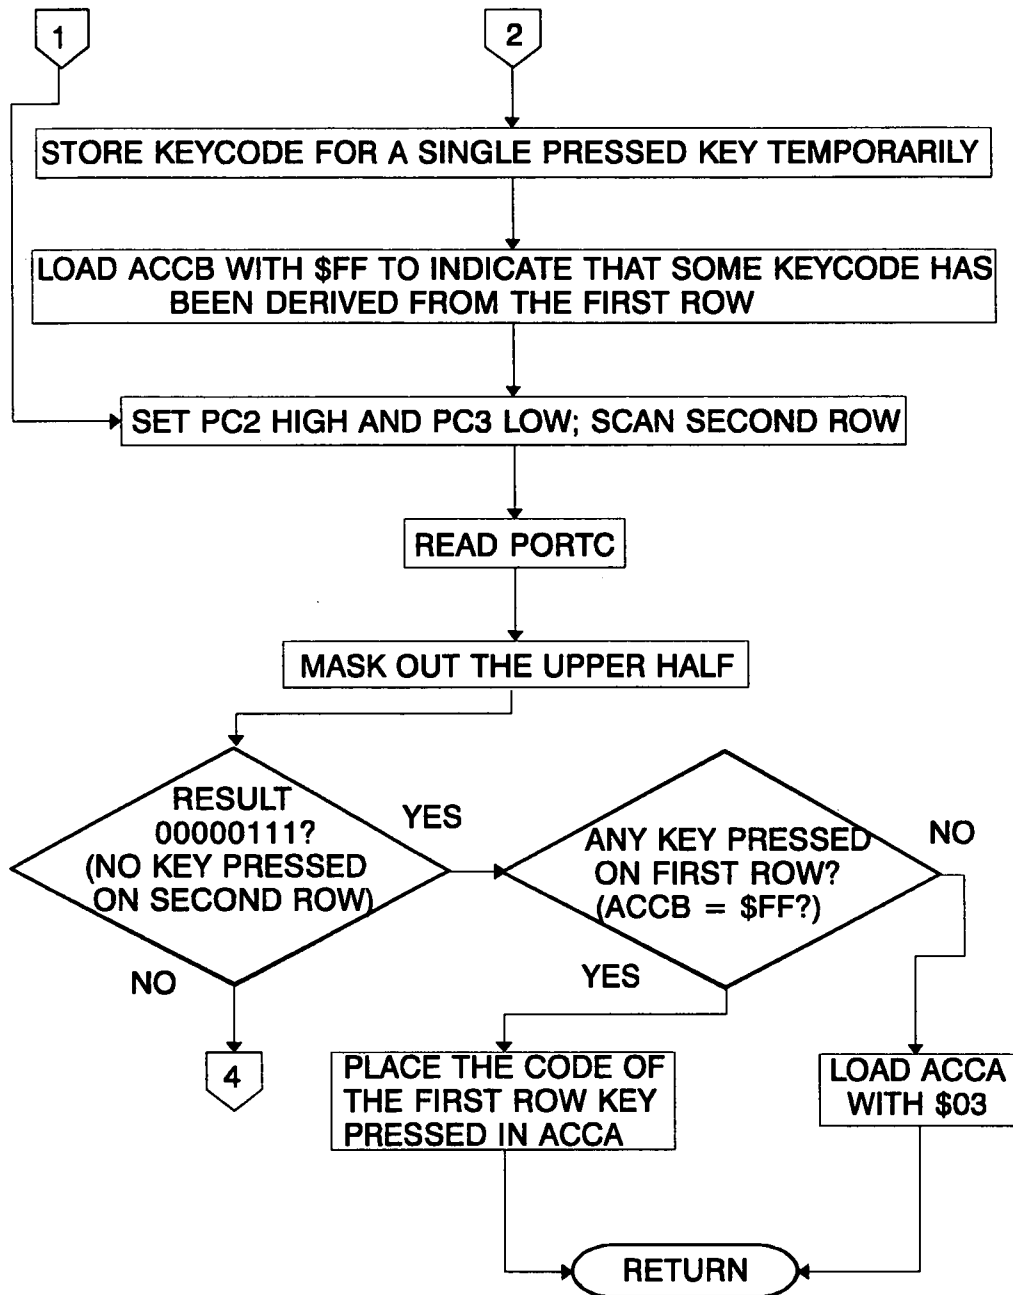 1
2
STORE KEYCODE FOR A SINGLE PRESSED KEY TEMPORARILY
LOAD ACCB WITH $FF TO INDICATE THAT SOME KEYCODE HAS
BEEN DERIVED FROM THE FIRST ROW
SET PC2 HIGH AND PC3 LOW; SCAN SECOND ROW
READ PORTC
MASK OUT THE UPPER HALF
RESULT
00000111?
(NO KEY PRESSED
ON SECOND ROW)
YES
NO
ANY KEY PRESSED
ON FIRST ROW?
(ACCB = $FF?)
NO
YES
4
PLACE THE CODE OF
THE FIRST ROW KEY
PRESSED IN ACCA
LOAD ACCA
WITH $03
RETURN